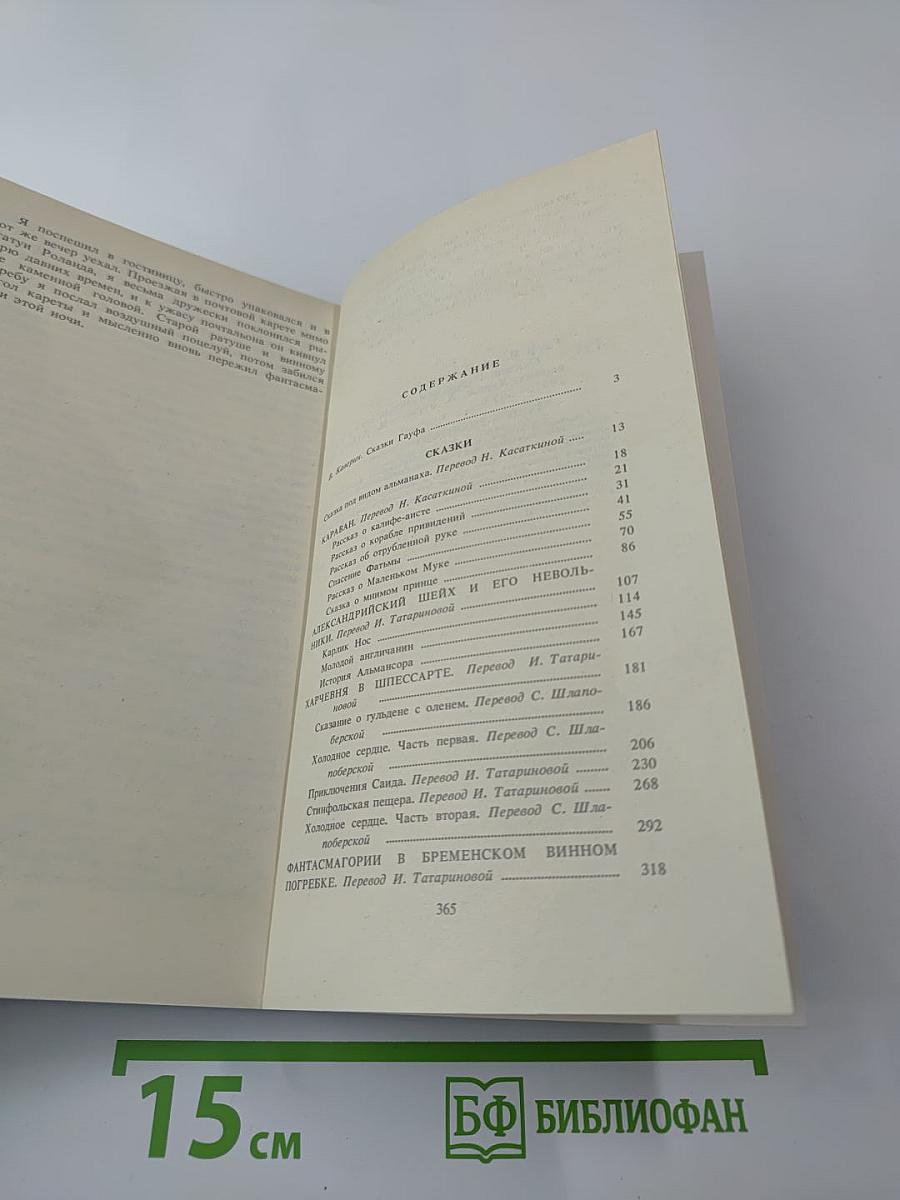 Я поспешил в гостиницу, быстро упаковался и в
от же вечер уехал. Проезжая в почтовой карете мимо
атуи Роланда, я весьма дружески поклонился ры-
рю давних времен, и к ужасу почтальона он кивнул
е каменной головой. Старой ратуше и винному
ребу я послал воздушный поцелуй, потом забился
гол кареты и мысленно вновь пережил фантасма-
и этой ночи.
СОДЕРЖАНИЕ
В. Каверин. Сказки Гауфа 3
СКАЗКИ
Сказка под видом альманаха. Перевод Н. Касаткиной 13
КАРАВАН. Перевод Н. Касаткиной 18
Рассказ о калифе-аисте 21
Рассказ о корабле привидений 31
Рассказ об отрубленной руке 41
Спасение Фатьмы 55
Рассказ о Маленьком Муке 70
Сказка о мнимом принце 86
АЛЕКСАНДРИЙСКИЙ ШЕЙХ И ЕГО НЕВОЛЬ-
НИКИ. Перевод И. Татариновой 107
Карлик Нос 114
Молодой англичанин 145
История Альмансора 167
ХАРЧЕВНЯ В ШПЕССАРТЕ. Перевод И. Татари-
новой 181
Сказание о гульдене с оленем. Перевод С. Шлапо-
берской 186
Холодное сердце. Часть первая. Перевод С. Шла-
поберской 206
Приключения Саида. Перевод И. Татариновой 230
Стинфольская пещера. Перевод И. Татариновой 268
Холодное сердце. Часть вторая. Перевод С. Шла-
поберской 292
ФАНТАСМАГОРИИ В БРЕМЕНСКОМ ВИННОМ
ПОГРЕБКЕ. Перевод И. Татариновой 318
365
15 см
БФ БИБЛИОФАН